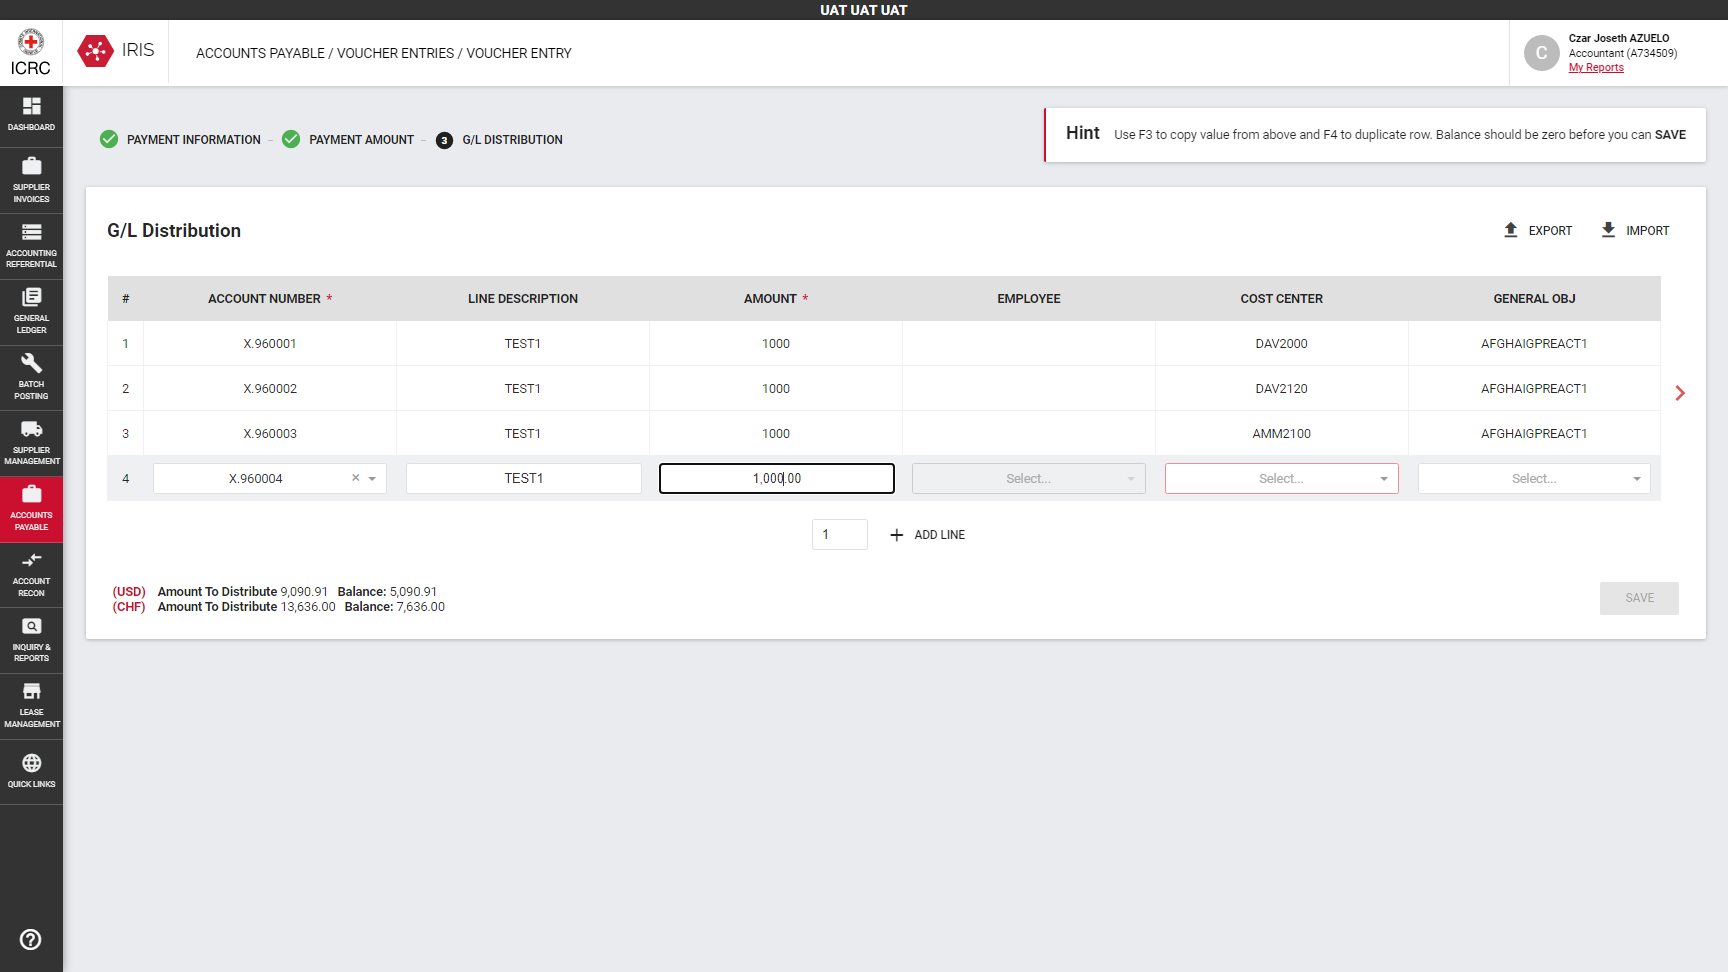 UAT UAT UAT
ICRC
IRIS
ACCOUNTS PAYABLE / VOUCHER ENTRIES / VOUCHER ENTRY
C
Czar Joseth AZUELO
Accountant (A734509)
My Reports
DASHBOARD
SUPPLIER
INVOICES
ACCOUNTING
REFERENTIAL
GENERAL
LEDGER
BATCH
POSTING
SUPPLIER
MANAGEMENT
ACCOUNTS
PAYABLE
ACCOUNT
RECON
INQUIRY &
REPORTS
LEASE
MANAGEMENT
QUICK LINKS
PAYMENT INFORMATION - PAYMENT AMOUNT - 3 G/L DISTRIBUTION
Hint Use F3 to copy value from above and F4 to duplicate row. Balance should be zero before you can SAVE
G/L Distribution
EXPORT IMPORT
# ACCOUNT NUMBER * LINE DESCRIPTION AMOUNT * EMPLOYEE COST CENTER GENERAL OBJ
1 X.960001 TEST1 1000 DAV2000 AFGHAIGPREACT1
2 X.960002 TEST1 1000 DAV2120 AFGHAIGPREACT1
3 X.960003 TEST1 1000 AMM2100 AFGHAIGPREACT1
4 X.960004 × TEST1 1,000.00 Select... Select... Select...
1 + ADD LINE
(USD) Amount To Distribute 9,090.91 Balance: 5,090.91
(CHF) Amount To Distribute 13,636.00 Balance: 7,636.00
SAVE